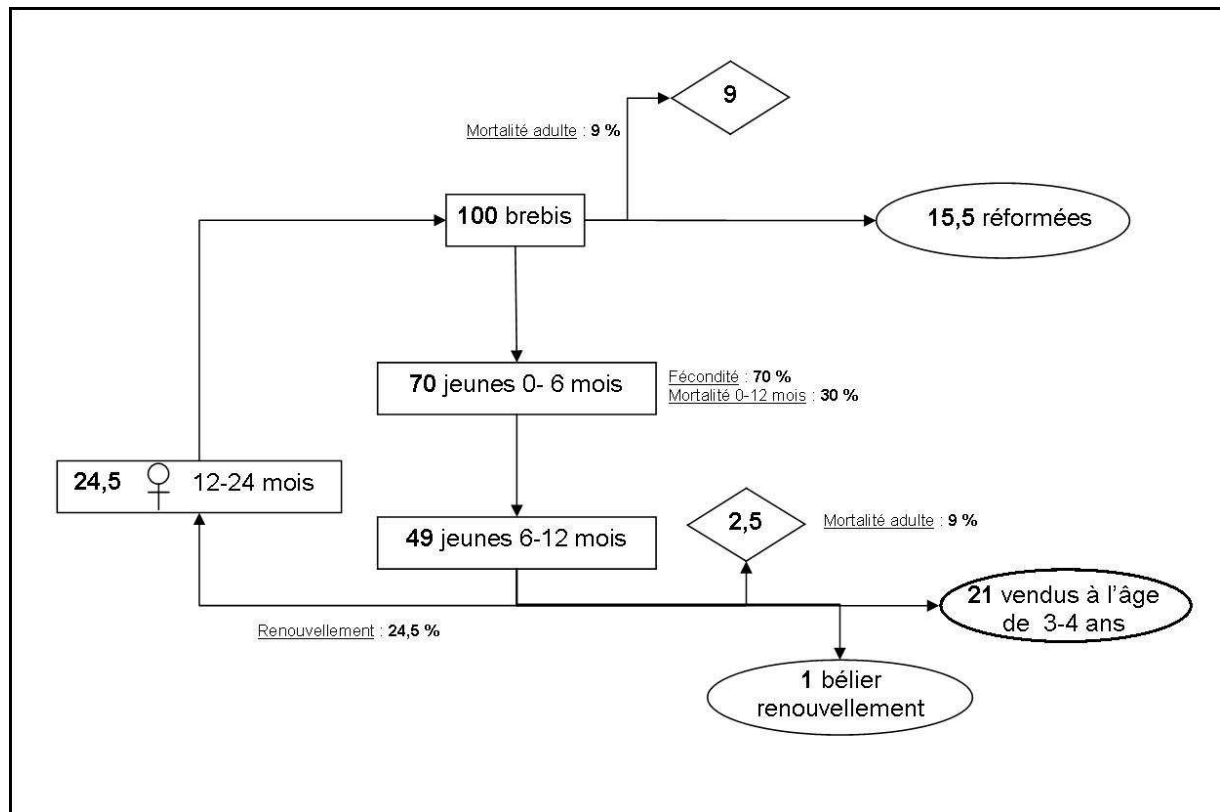 9
Mortalité adulte : 9 %
100 brebis
15,5 réformées
70 jeunes 0- 6 mois
Fécondité : 70 %
Mortalité 0-12 mois : 30 %
24,5 ♀ 12-24 mois
49 jeunes 6-12 mois
2,5
Mortalité adulte : 9 %
21 vendus à l'âge
de 3-4 ans
Renouvellement : 24,5 %
1 bélier
renouvellement